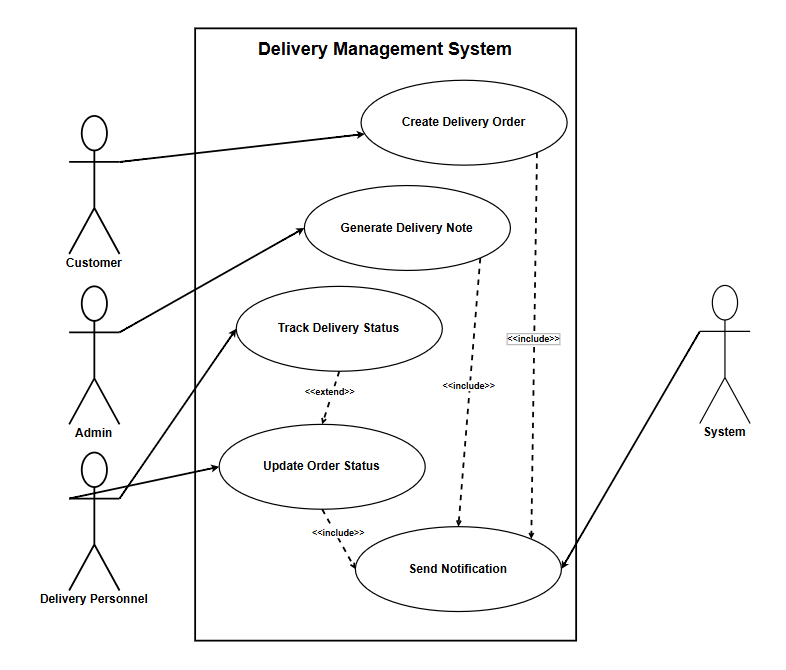 Delivery Management System
Create Delivery Order
Customer
Generate Delivery Note
Track Delivery Status
<<include>>
<<extend>>
<<include>>
Admin
System
Update Order Status
<<include>>
Send Notification
Delivery Personnel